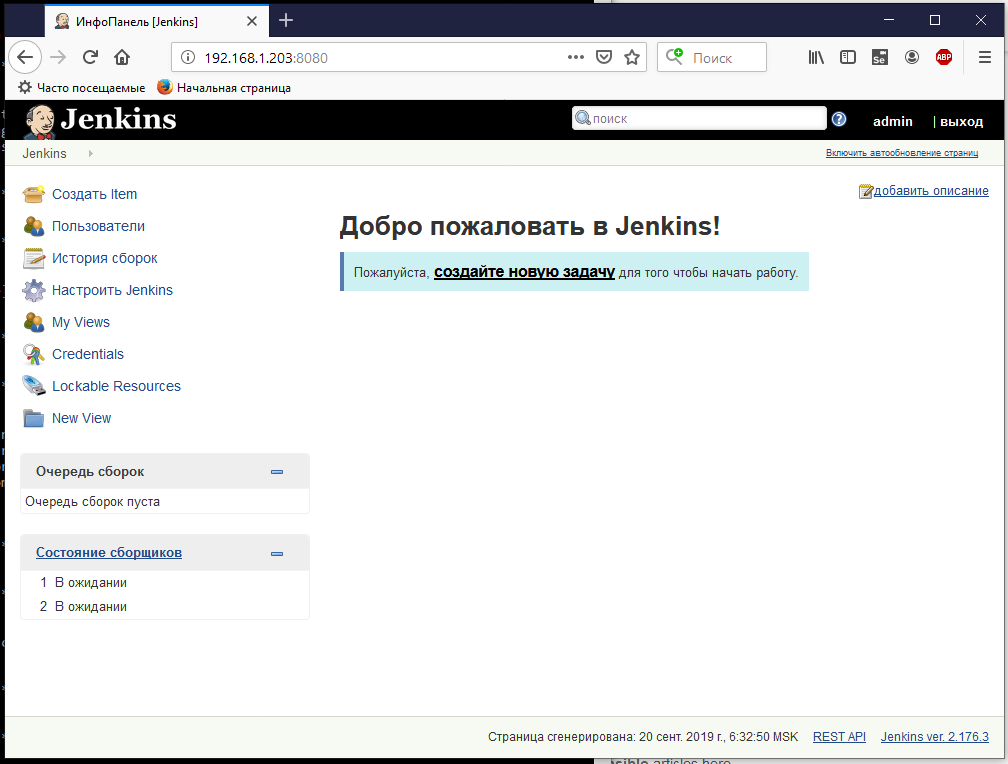 ИнфоПанель [Jenkins]
192.168.1.203:8080
Se
Поиск
ABP
Часто посещаемые
Начальная страница
Jenkins
поиск
admin
| выход
Jenkins
Включить автообновление страниц
Создать Item
Пользователи
История сборок
Настроить Jenkins
My Views
Credentials
Lockable Resources
New View
добавить описание
Добро пожаловать в Jenkins!
Пожалуйста, создайте новую задачу для того чтобы начать работу.
Очередь сборок
Очередь сборок пуста
Состояние сборщиков
1 В ожидании
2 В ожидании
Страница сгенерирована: 20 сент. 2019 г., 6:32:50 MSK
REST API
Jenkins ver. 2.176.3